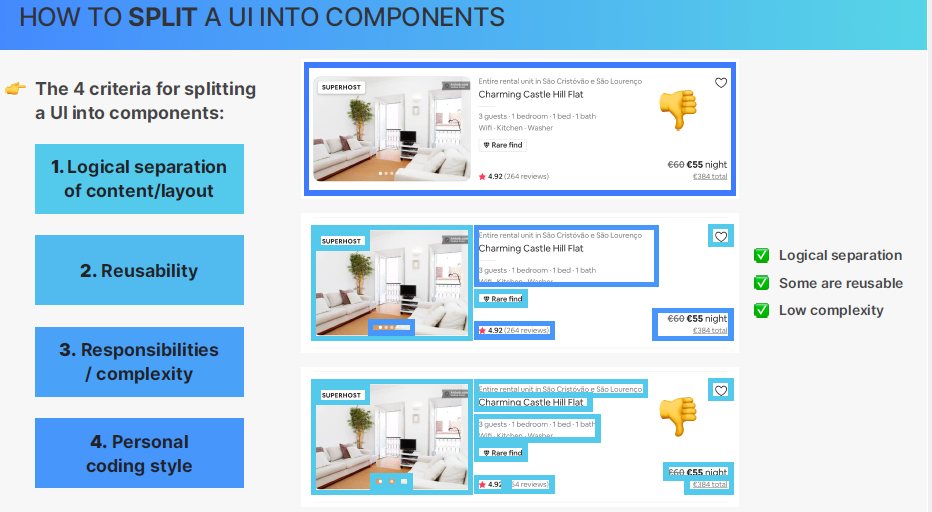 HOW TO SPLIT A UI INTO COMPONENTS
👉 The 4 criteria for splitting
a UI into components:
1. Logical separation
of content/layout
2. Reusability
3. Responsibilities
/ complexity
4. Personal
coding style
SUPERHOST
Entire rental unit in São Cristóvão e São Lourenço
Charming Castle Hill Flat
3 guests · 1 bedroom · 1 bed · 1 bath
Wifi · Kitchen · Washer
Rare find
€60 €55 night
4.92 (264 reviews)
€384 total
SUPERHOST
Entire rental unit in São Cristóvão e São Lourenço
Charming Castle Hill Flat
3 guests · 1 bedroom · 1 bed · 1 bath
Rare find
€60 €55 night
4.92 (264 reviews)
€384 total
✅ Logical separation
✅ Some are reusable
✅ Low complexity
SUPERHOST
Entire rental unit in São Cristóvão e São Lourenço
Charming Castle Hill Flat
3 guests · 1 bedroom · 1 bed · 1 bath
Wifi · Kitchen · Washer
Rare find
€60 €55 night
4.92 64 reviews)
€384 total